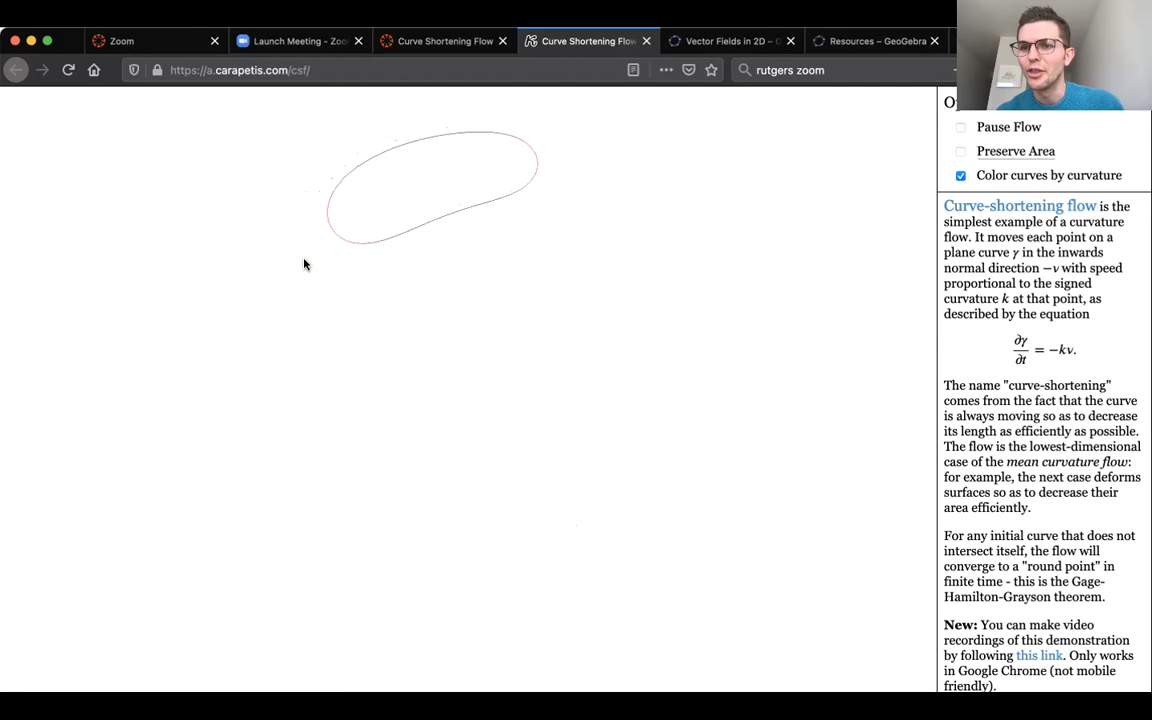 Zoom
Launch Meeting - Zoo
Curve Shortening Flow
Curve Shortening Flow
Vector Fields in 2D – G
Resources – GeoGebra
https://a.carapetis.com/csf/
rutgers zoom
Pause Flow
Preserve Area
Color curves by curvature
Curve-shortening flow is the
simplest example of a curvature
flow. It moves each point on a
plane curve γ in the inwards
normal direction −ν with speed
proportional to the signed
curvature k at that point, as
described by the equation
∂γ/∂t = −kν.
The name "curve-shortening"
comes from the fact that the curve
is always moving so as to decrease
its length as efficiently as possible.
The flow is the lowest-dimensional
case of the mean curvature flow:
for example, the next case deforms
surfaces so as to decrease their
area efficiently.
For any initial curve that does not
intersect itself, the flow will
converge to a "round point" in
finite time - this is the Gage-
Hamilton-Grayson theorem.
New: You can make video
recordings of this demonstration
by following this link. Only works
in Google Chrome (not mobile
friendly).